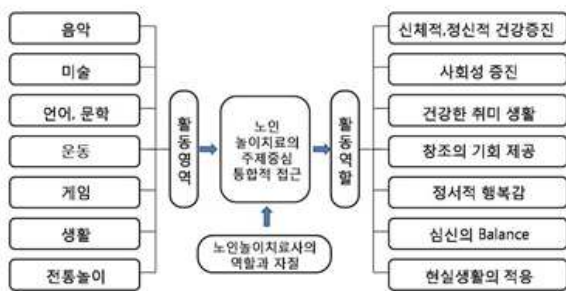 음악
미술
언어, 문학
운동
게임
생활
전통놀이
활동영역
노인
놀이치료의
주제중심
통합적 접근
노인놀이치료사의
역할과 자질
활동역할
신체적,정신적 건강증진
사회성 증진
건강한 취미 생활
창조의 기회 제공
정서적 행복감
심신의 Balance
현실생활의 적용